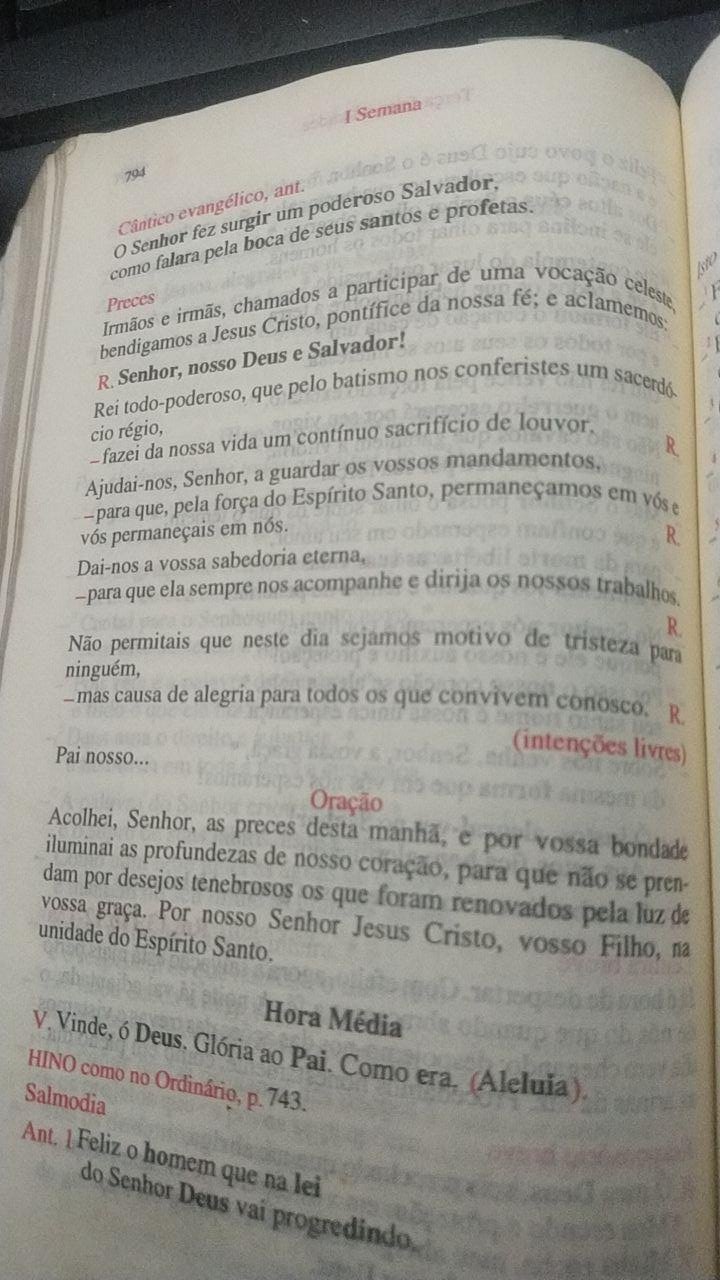 I Semana
794
Cântico evangélico, ant.
O Senhor fez surgir um poderoso Salvador,
como falara pela boca de seus santos e profetas.
Preces
Irmãos e irmãs, chamados a participar de uma vocação celeste,
bendigamos a Jesus Cristo, pontífice da nossa fé; e aclamemos:
R. Senhor, nosso Deus e Salvador!
Rei todo-poderoso, que pelo batismo nos conferistes um sacerdó-
cio régio,
–fazei da nossa vida um contínuo sacrifício de louvor. R.
Ajudai-nos, Senhor, a guardar os vossos mandamentos,
–para que, pela força do Espírito Santo, permaneçamos em vós e
vós permaneçais em nós. R.
Dai-nos a vossa sabedoria eterna,
–para que ela sempre nos acompanhe e dirija os nossos trabalhos.
R.
Não permitais que neste dia sejamos motivo de tristeza para
ninguém,
–mas causa de alegria para todos os que convivem conosco. R.
(intenções livres)
Pai nosso...
Oração
Acolhei, Senhor, as preces desta manhã, e por vossa bondade
iluminai as profundezas de nosso coração, para que não se pren-
dam por desejos tenebrosos os que foram renovados pela luz de
vossa graça. Por nosso Senhor Jesus Cristo, vosso Filho, na
unidade do Espírito Santo.
Hora Média
V. Vinde, ó Deus. Glória ao Pai. Como era. (Aleluia).
HINO como no Ordinário, p. 743.
Salmodia
Ant. 1 Feliz o homem que na lei
do Senhor Deus vai progredindo.